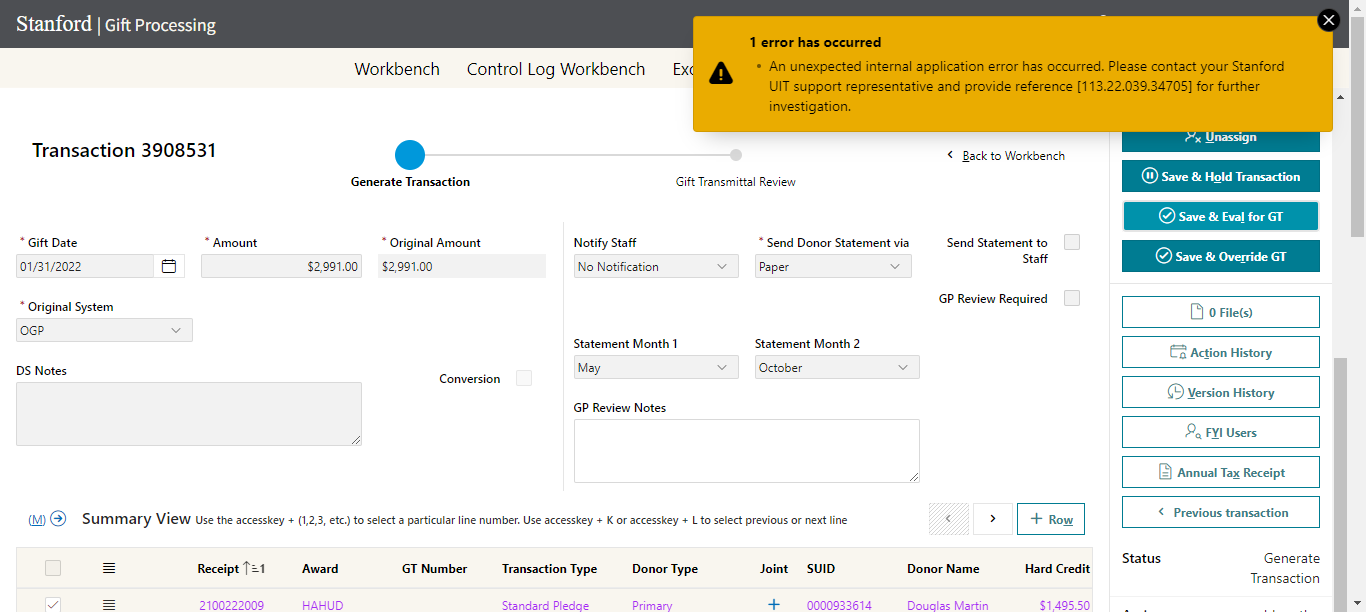 Stanford | Gift Processing
1 error has occurred
• An unexpected internal application error has occurred. Please contact your Stanford
UIT support representative and provide reference [113.22.039.34705] for further
investigation.
Workbench Control Log Workbench
Transaction 3908531
Generate Transaction
Gift Transmittal Review
Back to Workbench
Unassign
Save & Hold Transaction
Save & Eval for GT
Save & Override GT
* Gift Date * Amount * Original Amount
01/31/2022 $2,991.00 $2,991.00
* Original System
OGP
DS Notes
Conversion
Notify Staff * Send Donor Statement via Send Statement to
Staff
No Notification Paper
GP Review Required
Statement Month 1 Statement Month 2
May October
GP Review Notes
0 File(s)
Action History
Version History
FYI Users
Annual Tax Receipt
Previous transaction
Status Generate
Transaction
(M) Summary View Use the accesskey + (1,2,3, etc.) to select a particular line number. Use accesskey + K or accesskey + L to select previous or next line
+ Row
Receipt 1 Award GT Number Transaction Type Donor Type Joint SUID Donor Name Hard Credit
2100222009 HAHUD Standard Pledge Primary + 0000933614 Douglas Martin $1,495.50